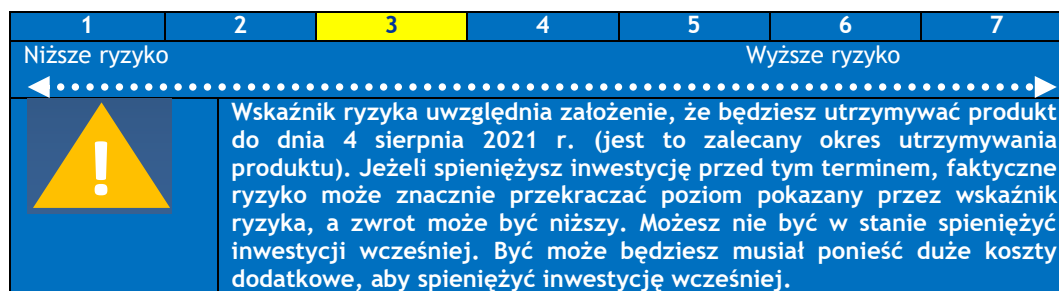 1 2 3 4 5 6 7
Niższe ryzyko Wyższe ryzyko
!
Wskaźnik ryzyka uwzględnia założenie, że będziesz utrzymywać produkt
do dnia 4 sierpnia 2021 r. (jest to zalecany okres utrzymywania
produktu). Jeżeli spieniężysz inwestycję przed tym terminem, faktyczne
ryzyko może znacznie przekraczać poziom pokazany przez wskaźnik
ryzyka, a zwrot może być niższy. Możesz nie być w stanie spieniężyć
inwestycji wcześniej. Być może będziesz musiał ponieść duże koszty
dodatkowe, aby spieniężyć inwestycję wcześniej.